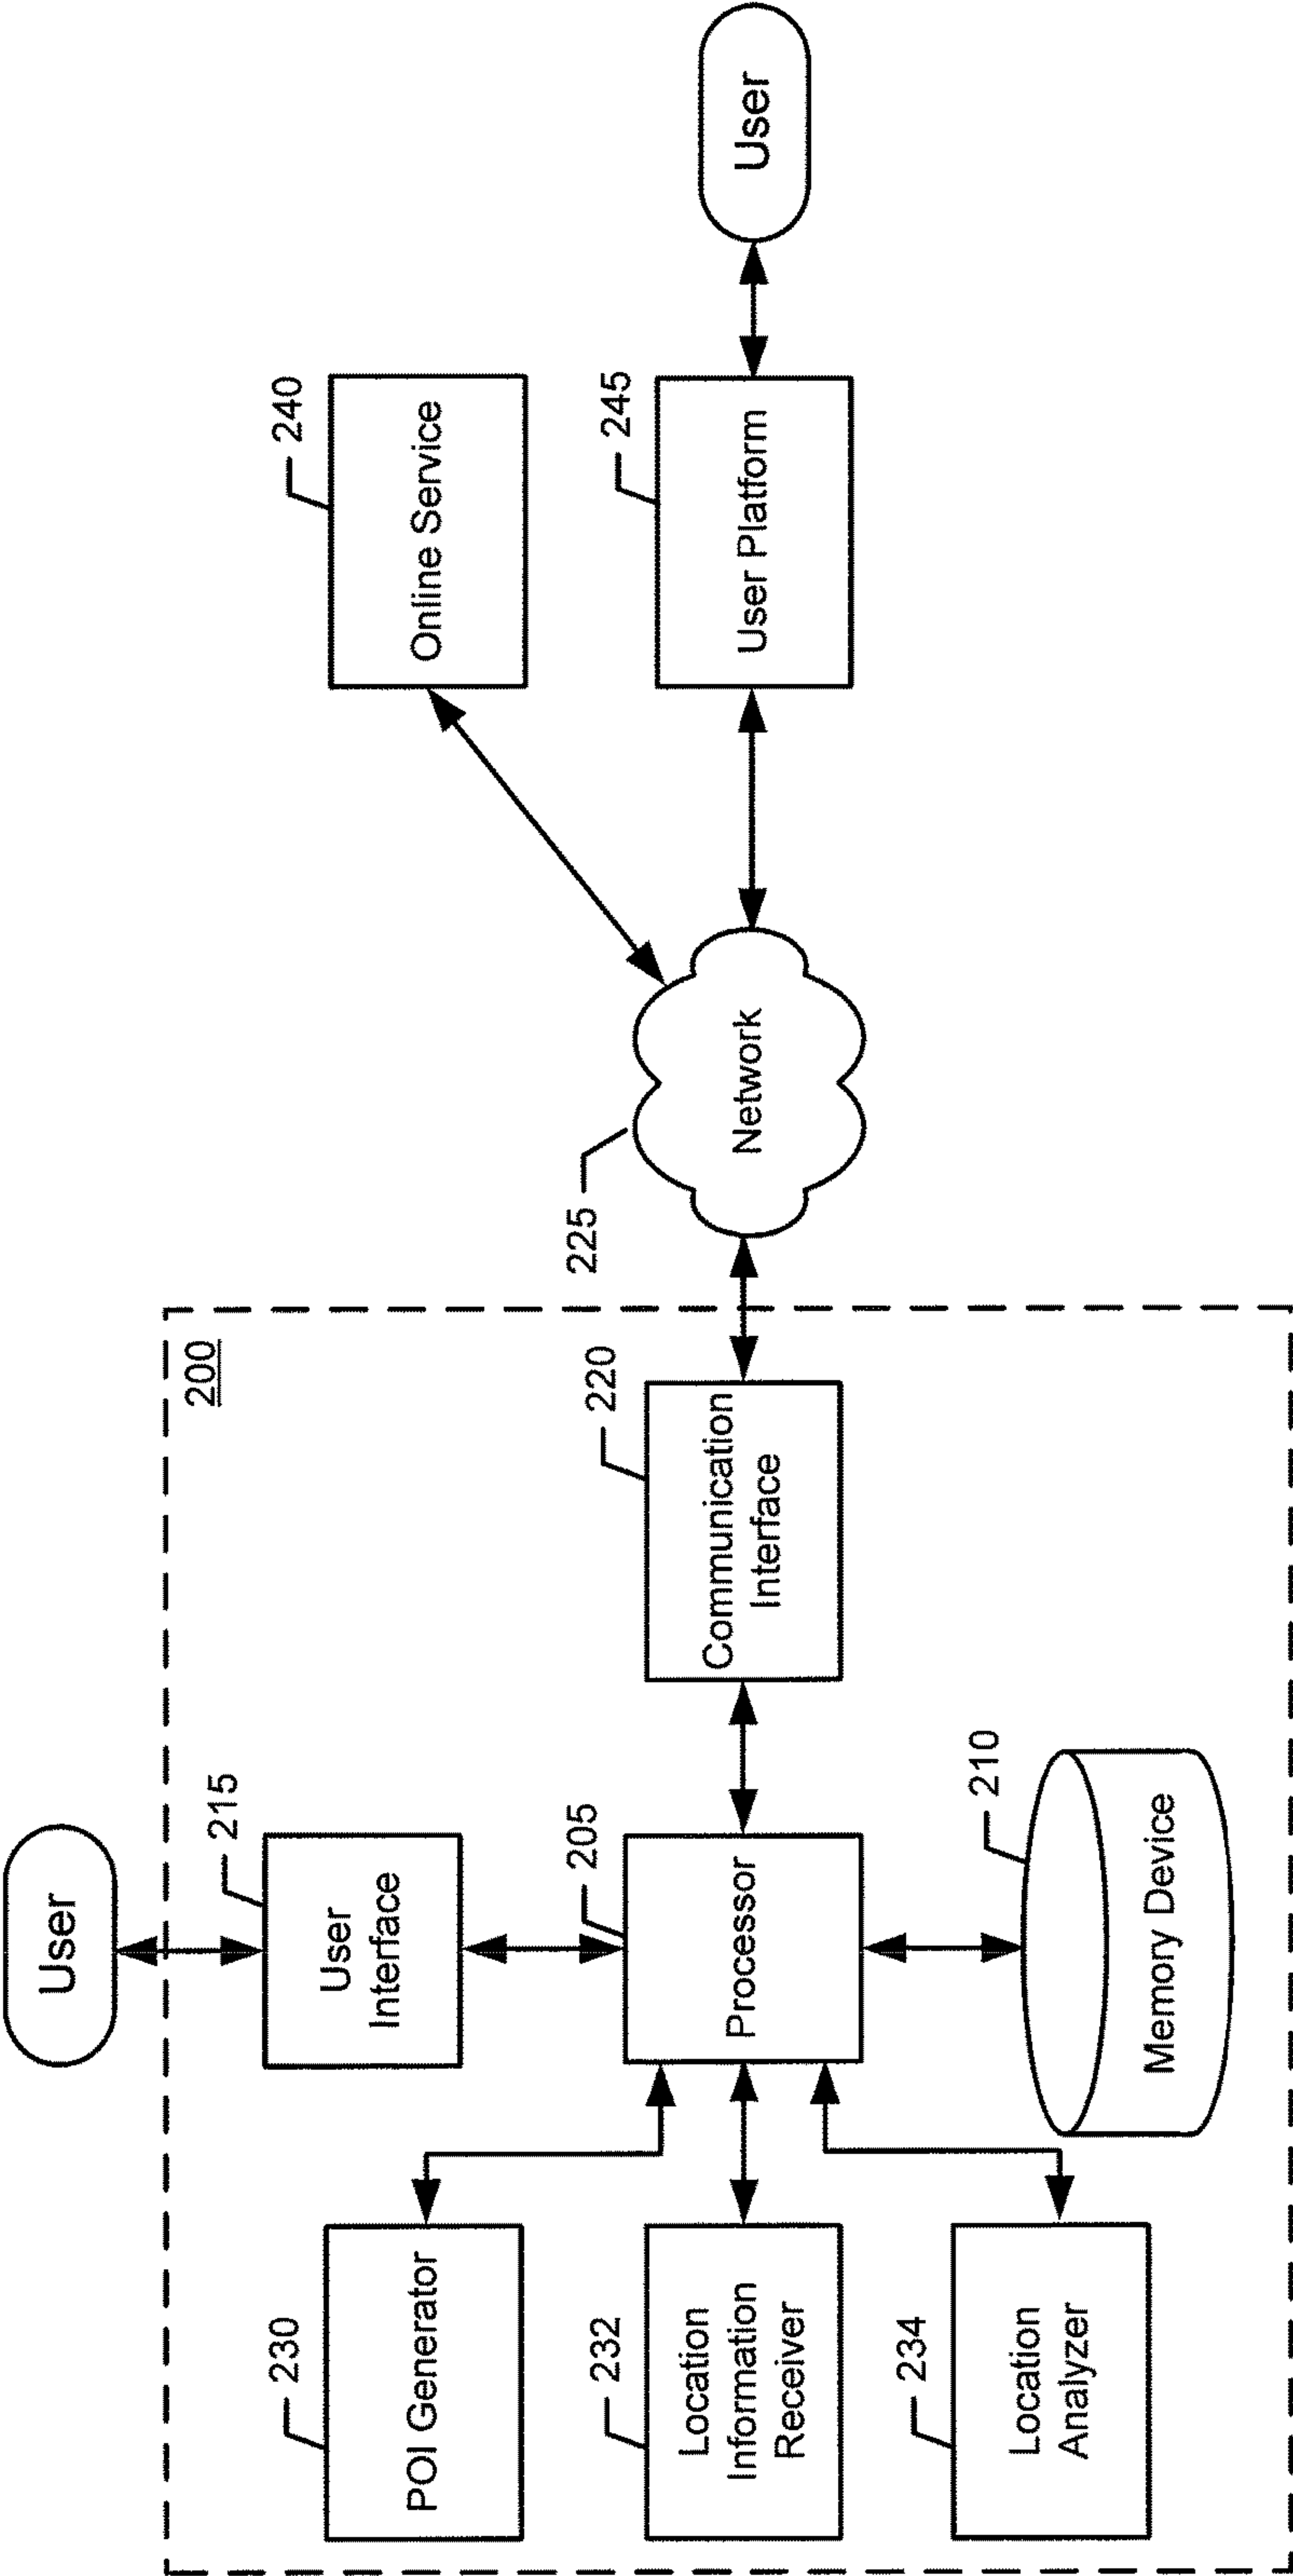 User
215
User
Interface
200
230
POI Generator
205
Processor
220
Communication
Interface
225
Network
240
Online Service
245
User Platform
User
232
Location
Information
Receiver
234
Location
Analyzer
210
Memory Device